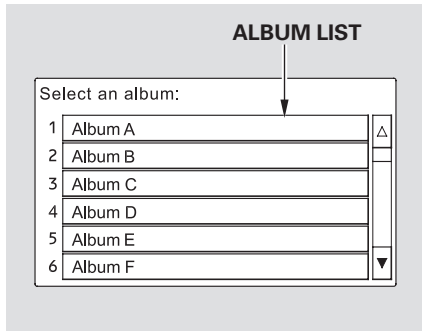 ALBUM LIST
Select an album:
1 Album A
2 Album B
3 Album C
4 Album D
5 Album E
6 Album F